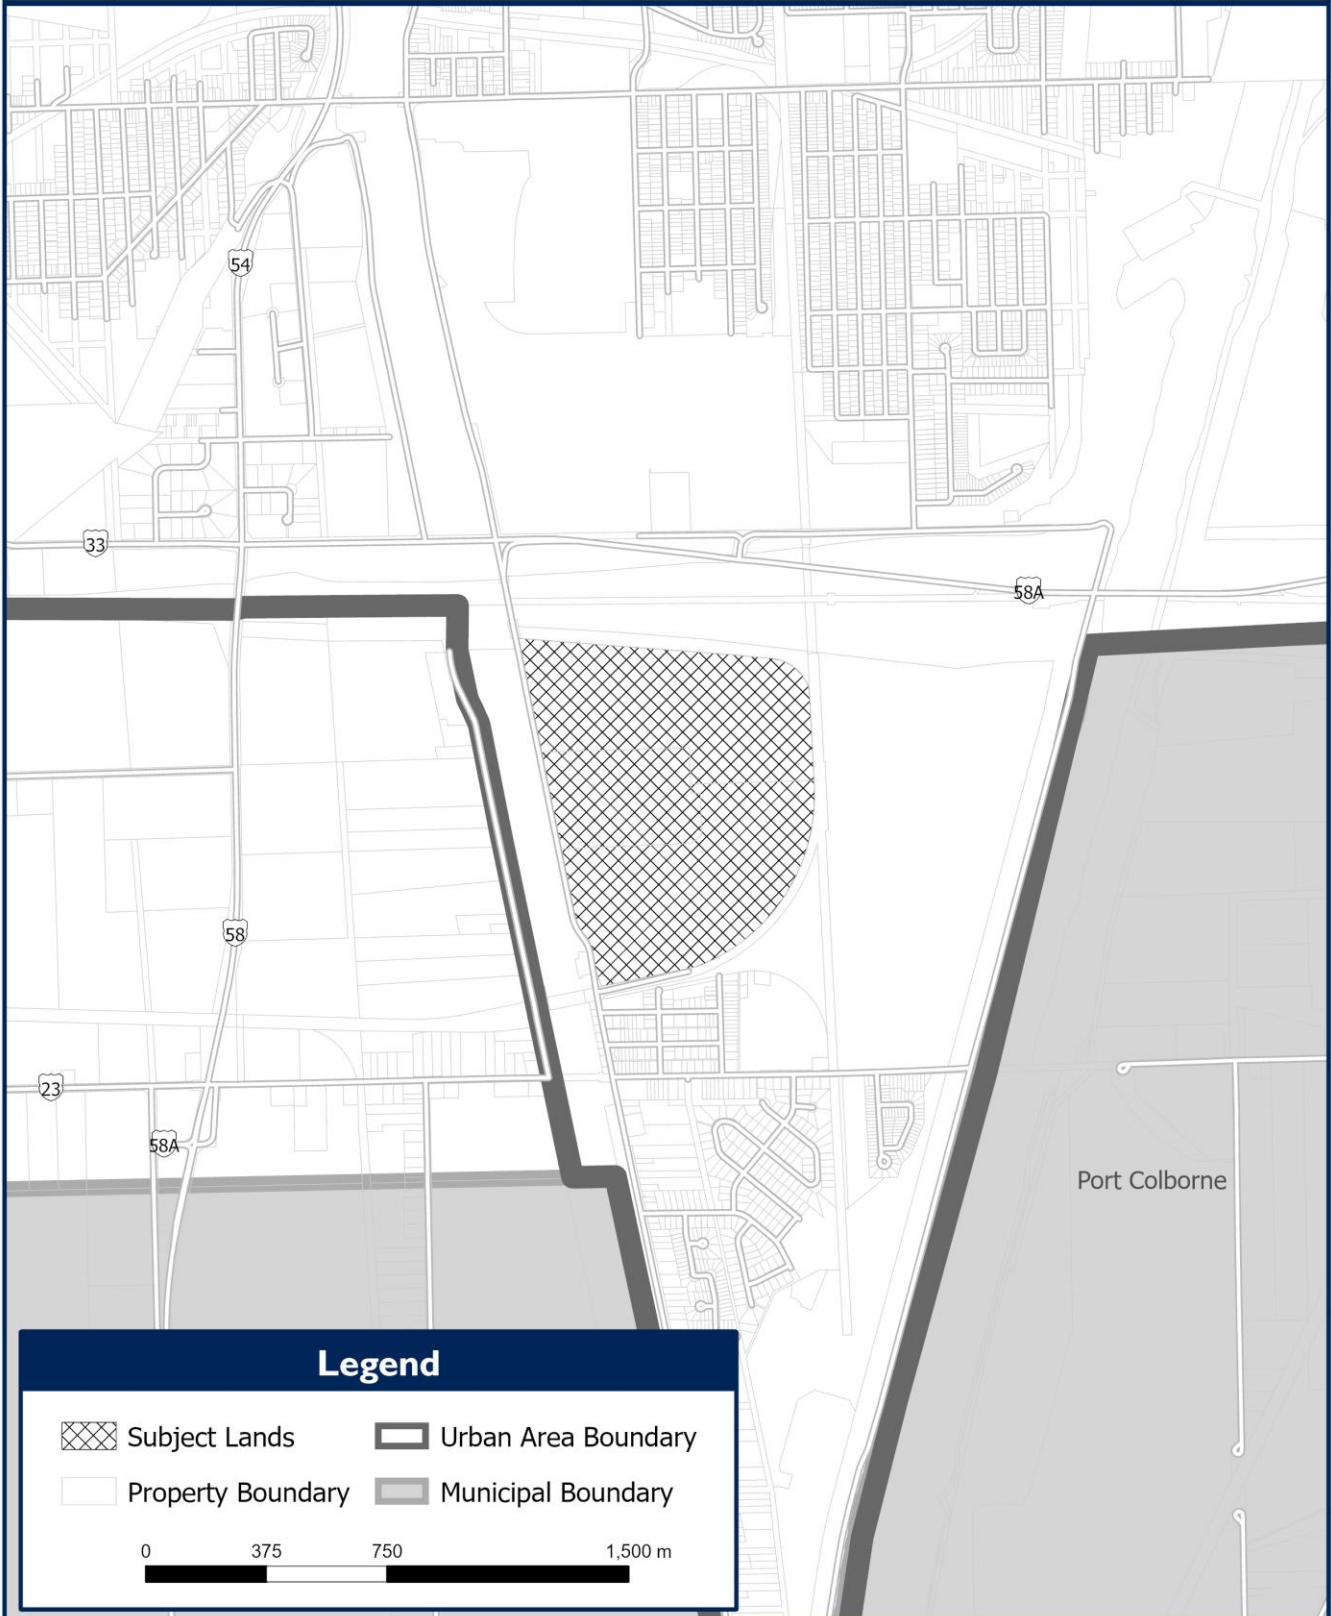 54
33
58A
58
23
58A
Port Colborne
Legend
Subject Lands
Urban Area Boundary
Property Boundary
Municipal Boundary
0 375 750 1,500 m